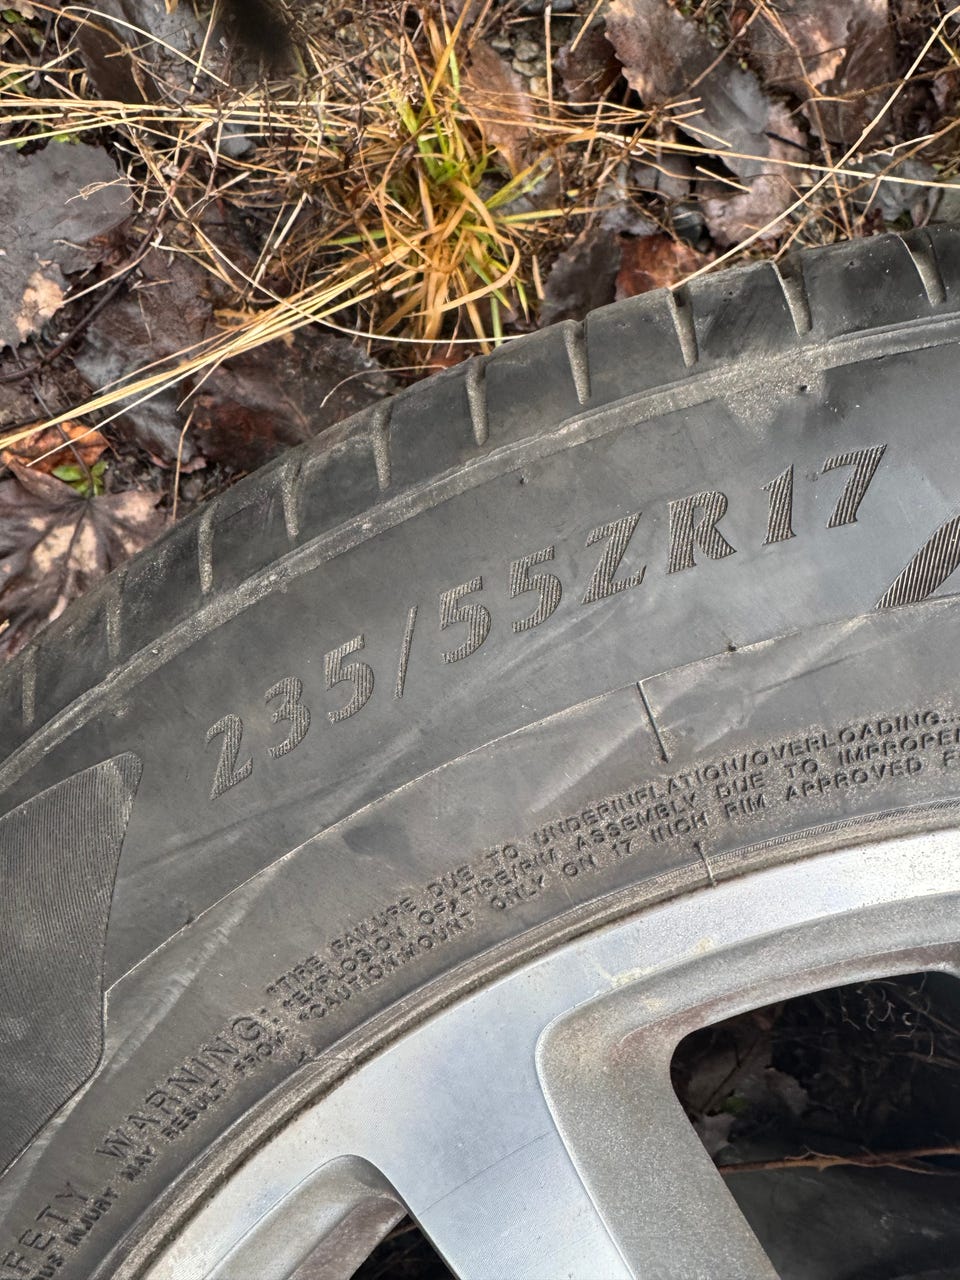 235/55ZR17
SAFETY WARNING:
*TIRE FAILURE DUE TO UNDERINFLATION/OVERLOADING...
*EXPLOSION OF TIRE/RIM ASSEMBLY DUE TO IMPROPER
*CAUTION:MOUNT ONLY ON 17 INCH RIM APPROVED F
INJURY MAY RESULT FROM: